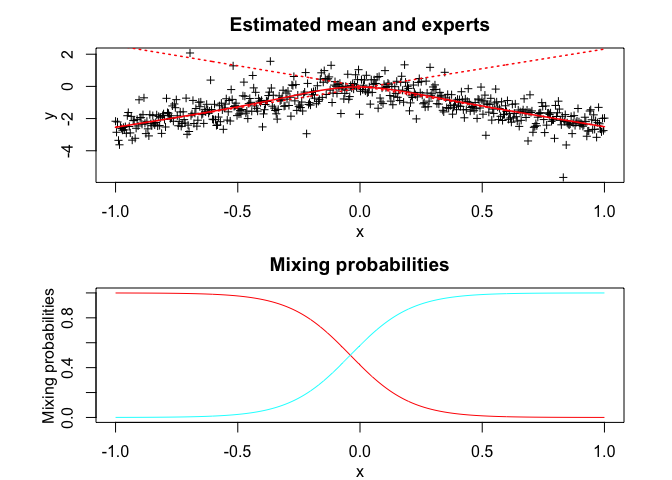 Estimated mean and experts
y
2
0
-2
-4
-1.0 -0.5 0.0 0.5 1.0
x
Mixing probabilities
Mixing probabilities
0.8
0.4
0.0
-1.0 -0.5 0.0 0.5 1.0
x